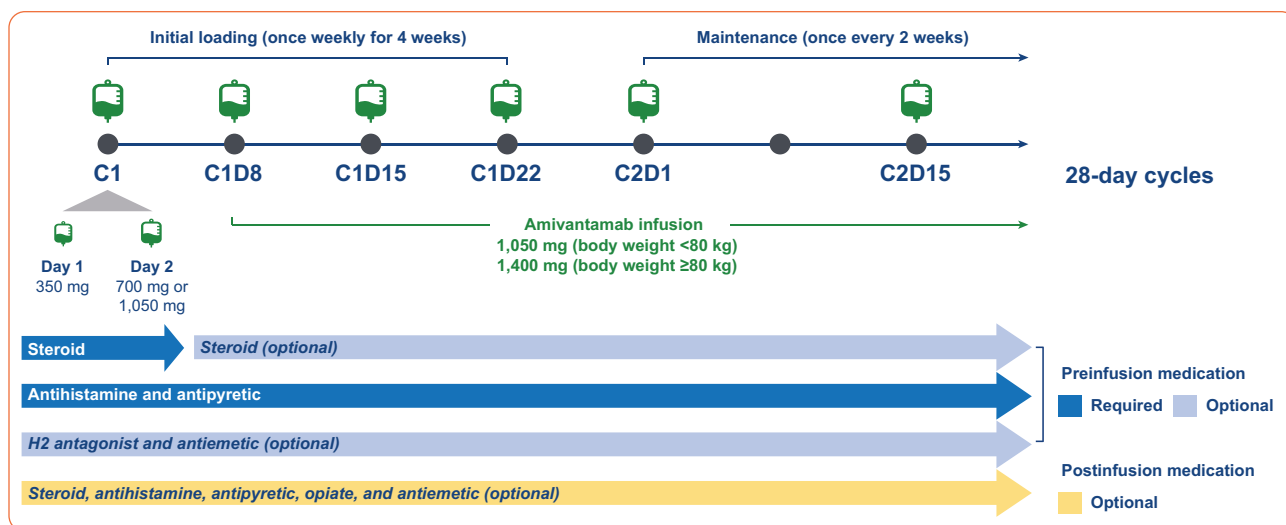 Initial loading (once weekly for 4 weeks)
Maintenance (once every 2 weeks)
C1
C1D8
C1D15
C1D22
C2D1
C2D15
28-day cycles
Day 1
350 mg
Day 2
700 mg or
1,050 mg
Amivantamab infusion
1,050 mg (body weight <80 kg)
1,400 mg (body weight ≥80 kg)
Steroid
Steroid (optional)
Antihistamine and antipyretic
H2 antagonist and antiemetic (optional)
Steroid, antihistamine, antipyretic, opiate, and antiemetic (optional)
Preinfusion medication
Required
Optional
Postinfusion medication
Optional